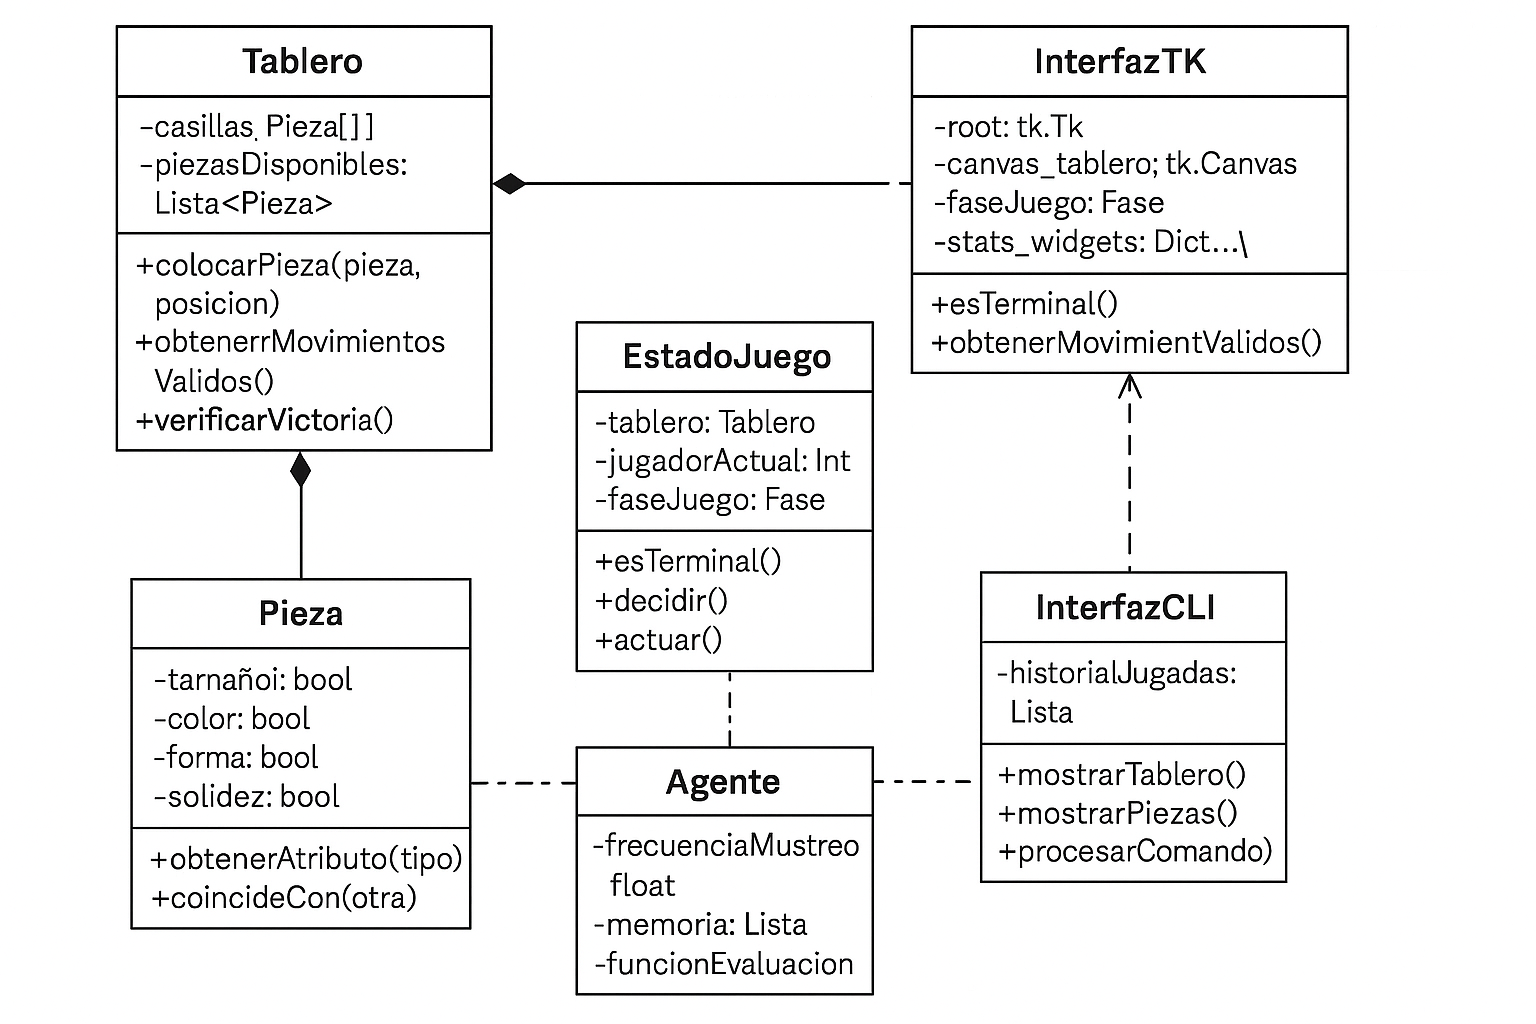 Tablero
-casillas, Pieza[]]
-piezasDisponibles:
Lista<Pieza>
+colocarPieza(pieza,
posicion)
+obtenerrMovimientos
Validos()
+verificarVictoria()
InterfazTK
-root: tk.Tk
-canvas_tablero; tk.Canvas
-faseJuego: Fase
-stats_widgets: Dict...\
+esTerminal()
+obtenerMovimientValidos()
EstadoJuego
-tablero: Tablero
-jugadorActual: Int
-faseJuego: Fase
+esTerminal()
+decidir()
+actuar()
Pieza
-tarnañoi: bool
-color: bool
-forma: bool
-solidez: bool
+obtenerAtributo(tipo)
+coincideCon(otra)
Agente
-frecuenciaMustreo
float
-memoria: Lista
-funcionEvaluacion
InterfazCLI
-historialJugadas:
Lista
+mostrarTablero()
+mostrarPiezas()
+procesarComando)